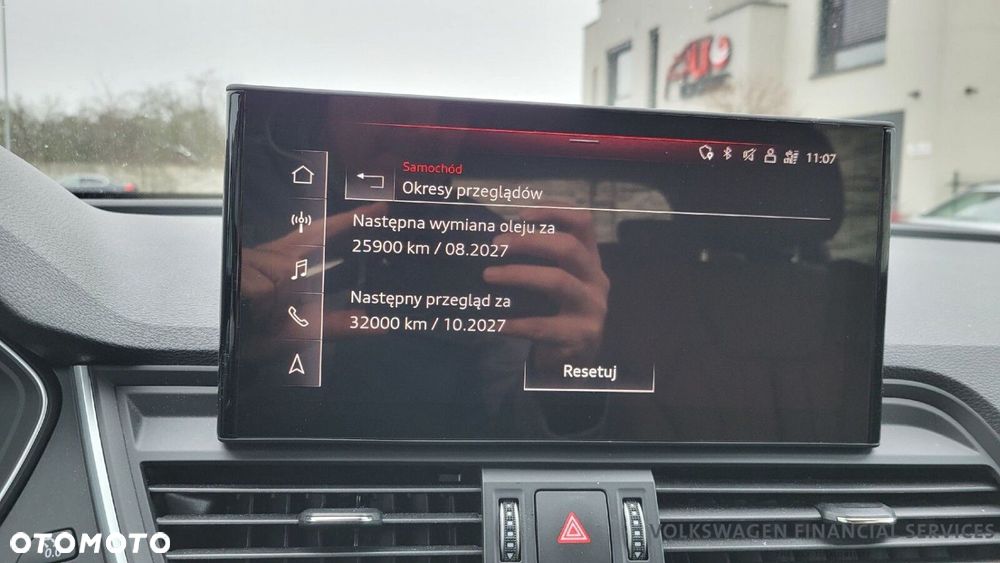 11:07
Samochód
Okresy przeglądów
Następna wymiana oleju za
25900 km / 08.2027
Następny przegląd za
32000 km / 10.2027
Resetuj
VOLKSWAGEN FINANCIAL SERVICES
OTOMOTO